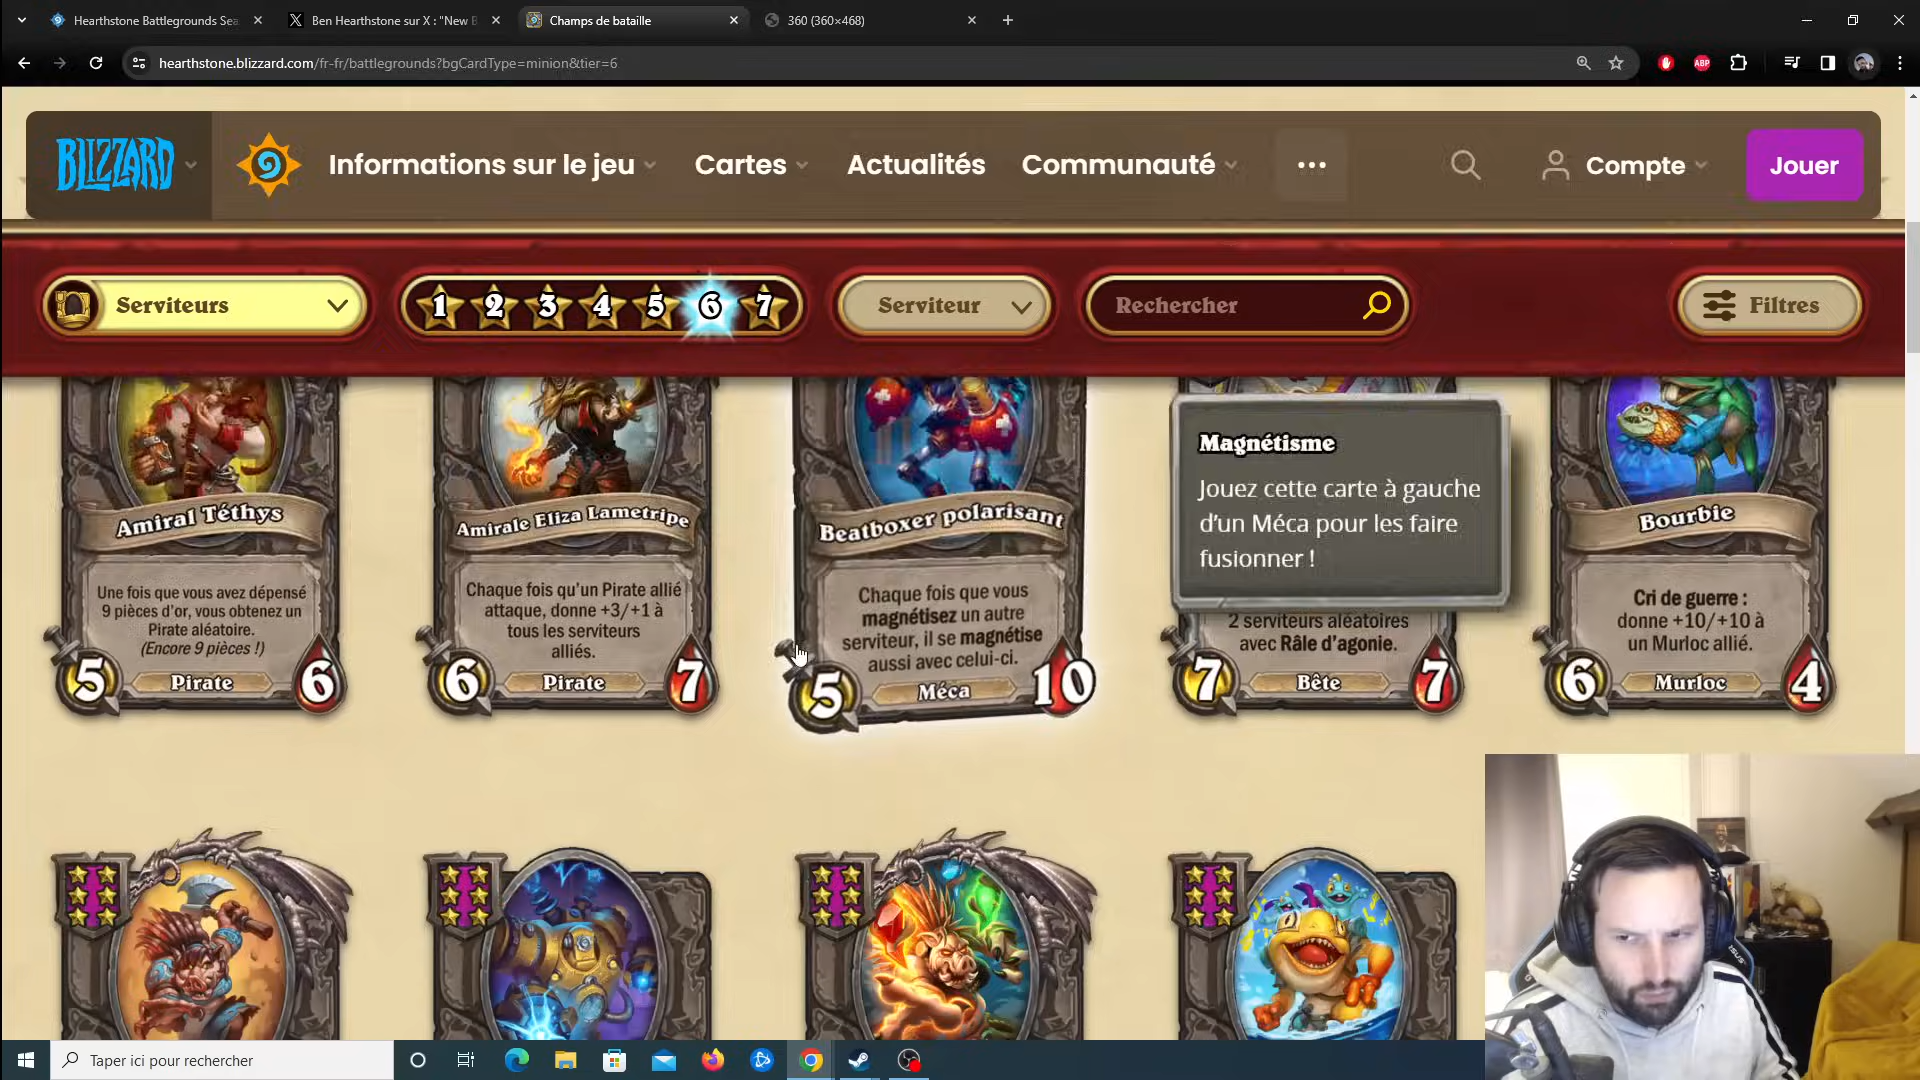 Hearthstone Battlegrounds Sea
Ben Hearthstone sur X : "New B
Champs de bataille
360 (360×468)
hearthstone.blizzard.com/fr-fr/battlegrounds?bgCardType=minion&tier=6
ABP
BLIZZARD
Informations sur le jeu
Cartes
Actualités
Communauté
Compte
Jouer
Serviteurs
1 2 3 4 5 6 7
Serviteur
Rechercher
Filtres
Amiral Téthys
Une fois que vous avez dépensé
9 pièces d'or, vous obtenez un
Pirate aléatoire.
(Encore 9 pièces !)
5
Pirate
6
Amirale Eliza Lametripe
Chaque fois qu'un Pirate allié
attaque, donne +3/+1 à
tous les serviteurs
alliés.
6
Pirate
7
Beatboxer polarisant
Chaque fois que vous
magnétisez un autre
serviteur, il se magnétise
aussi avec celui-ci.
5
Méca
10
Magnétisme
Jouez cette carte à gauche
d'un Méca pour les faire
fusionner !
2 serviteurs aléatoires
avec Râle d'agonie.
7
Bête
7
Bourbie
Cri de guerre :
donne +10/+10 à
un Murloc allié.
6
Murloc
4
Taper ici pour rechercher